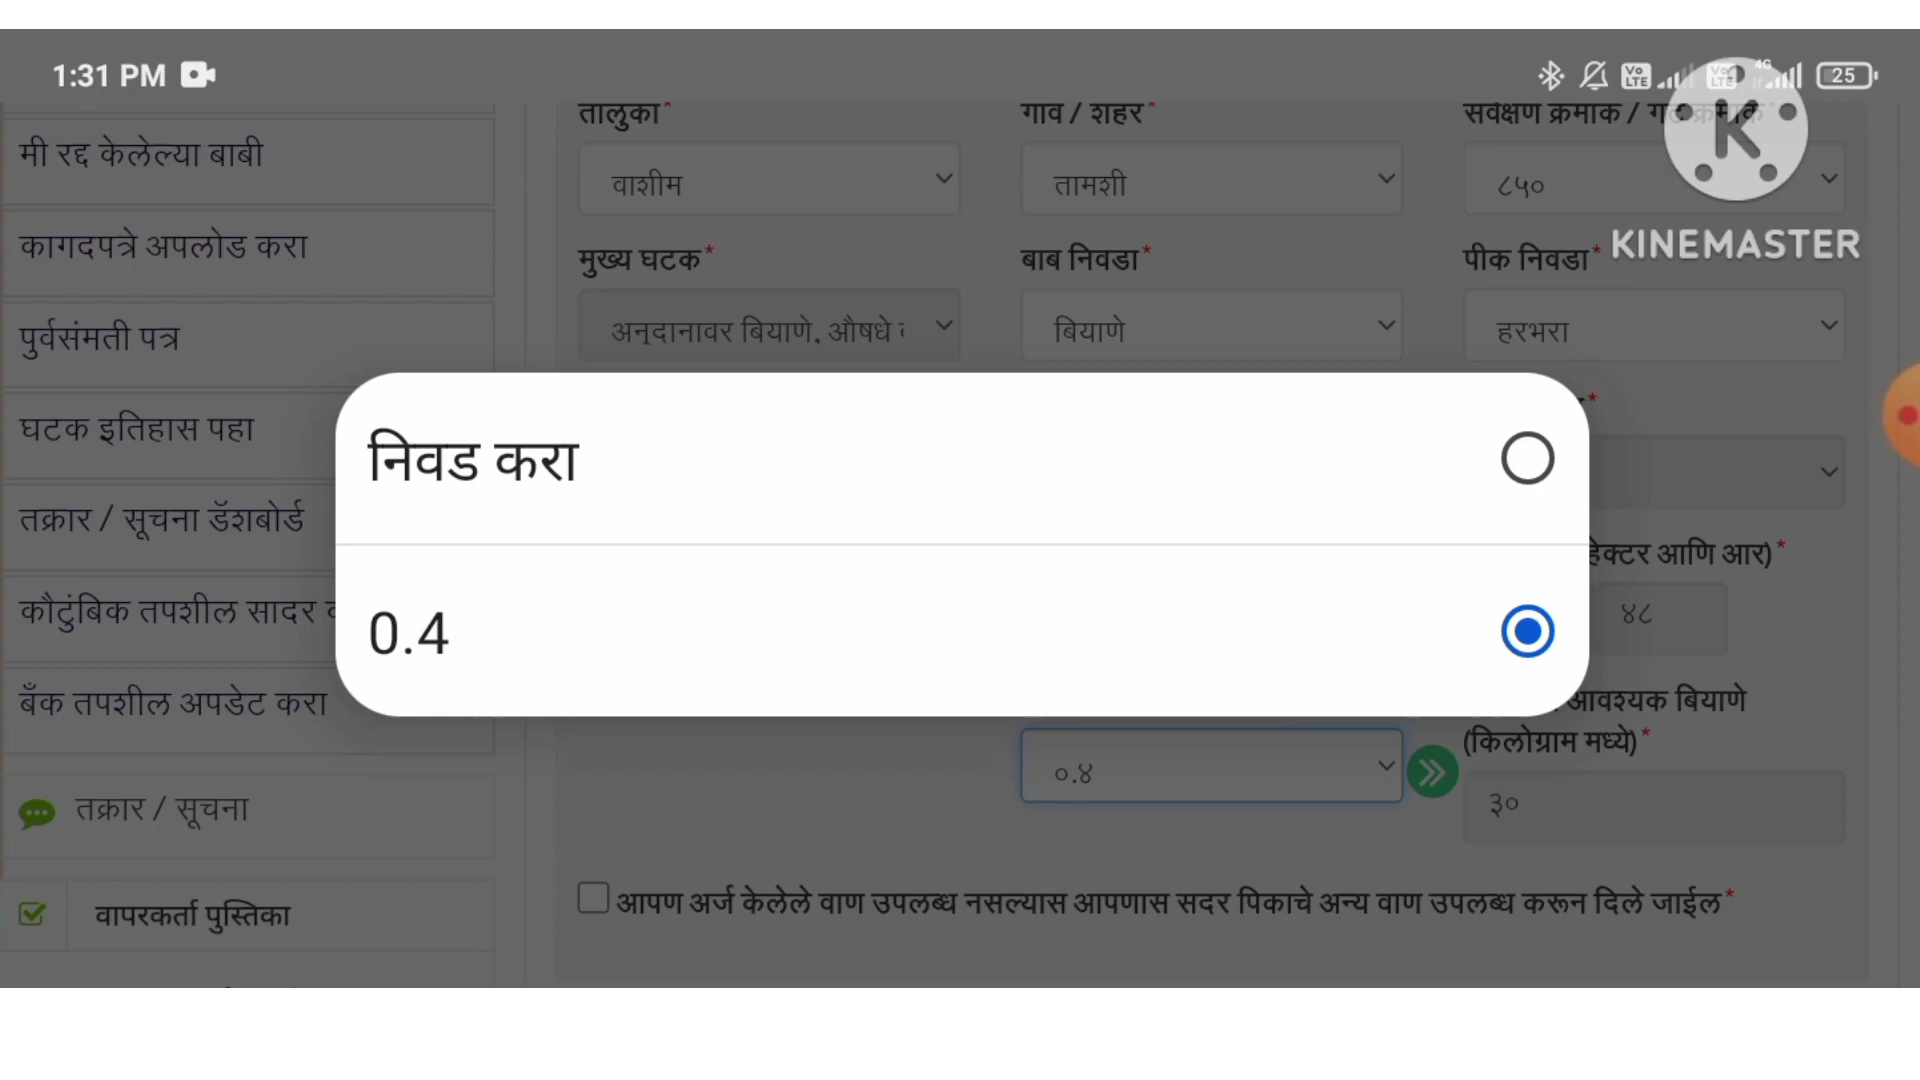 1:31 PM
Vo LTE
4G
25
KINEMASTER
तालुका*
गाव / शहर*
सर्वेक्षण क्रमांक /
मी रद्द केलेल्या बाबी
वाशीम
तामशी
८५०
कागदपत्रे अपलोड करा
मुख्य घटक*
बाब निवडा*
पीक निवडा*
पुर्वसंमती पत्र
अनुदानावर बियाणे, औषधे
बियाणे
हरभरा
घटक इतिहास पहा
निवड करा
तक्रार / सूचना डॅशबोर्ड
हेक्टर आणि आर)*
कौटुंबिक तपशील सादर
0.4
४८
बँक तपशील अपडेट करा
आवश्यक बियाणे
(किलोग्राम मध्ये)*
०.४
३०
तक्रार / सूचना
आपण अर्ज केलेले वाण उपलब्ध नसल्यास आपणास सदर पिकाचे अन्य वाण उपलब्ध करून दिले जाईल*
वापरकर्ता पुस्तिका